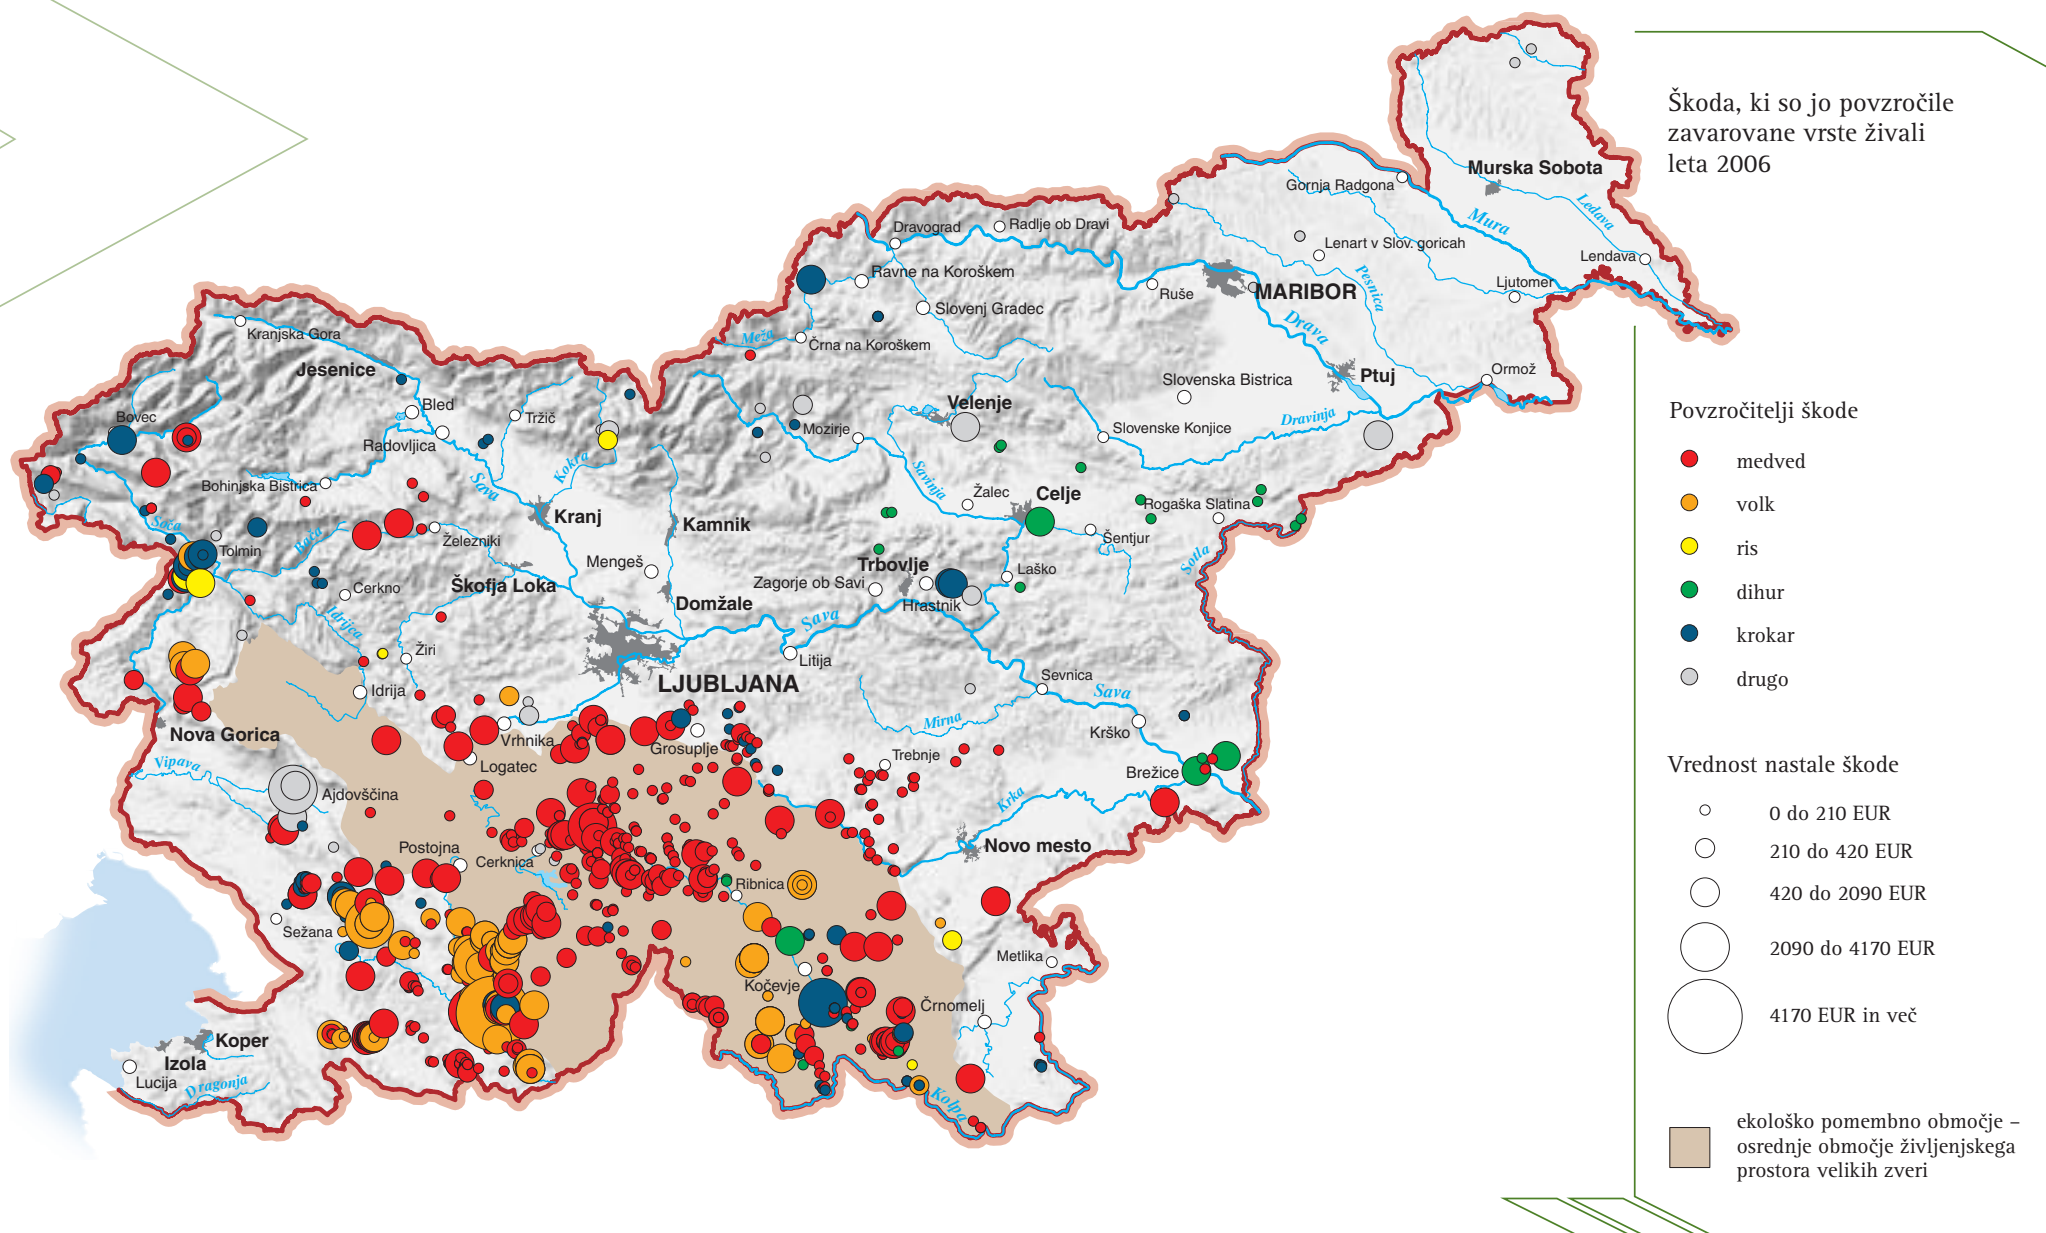 Škoda, ki so jo povzročile
zavarovane vrste živali
leta 2006
Murska Sobota
Gornja Radgona
Mura
Ledava
Lendava
Ljutomer
Lenart v Slov. goricah
Pesnica
Radlje ob Dravi
Dravograd
Ravne na Koroškem
Slovenj Gradec
Ruše
MARIBOR
Drava
Meža
Črna na Koroškem
Kranjska Gora
Jesenice
Ptuj
Ormož
Slovenska Bistrica
Dravinja
Slovenske Konjice
Velenje
Mozirje
Bovec
Bled
Tržič
Radovljica
Kokra
Bohinjska Bistrica
Sava
Savinja
Žalec
Celje
Rogaška Slatina
Šentjur
Sotla
Kranj
Kamnik
Soča
Bača
Tolmin
Železniki
Mengeš
Cerkno
Škofja Loka
Domžale
Zagorje ob Savi
Trbovlje
Hrastnik
Laško
Idrijca
Žiri
Sava
Litija
Idrija
LJUBLJANA
Sevnica
Sava
Mirna
Krško
Nova Gorica
Vrhnika
Grosuplje
Logatec
Trebnje
Brežice
Vipava
Ajdovščina
Krka
Postojna
Cerknica
Novo mesto
Ribnica
Sežana
Metlika
Kočevje
Črnomelj
Koper
Izola
Lucija
Dragonja
Kolpa
Povzročitelji škode
medved
volk
ris
dihur
krokar
drugo
Vrednost nastale škode
0 do 210 EUR
210 do 420 EUR
420 do 2090 EUR
2090 do 4170 EUR
4170 EUR in več
ekološko pomembno območje –
osrednje območje življenjskega
prostora velikih zveri